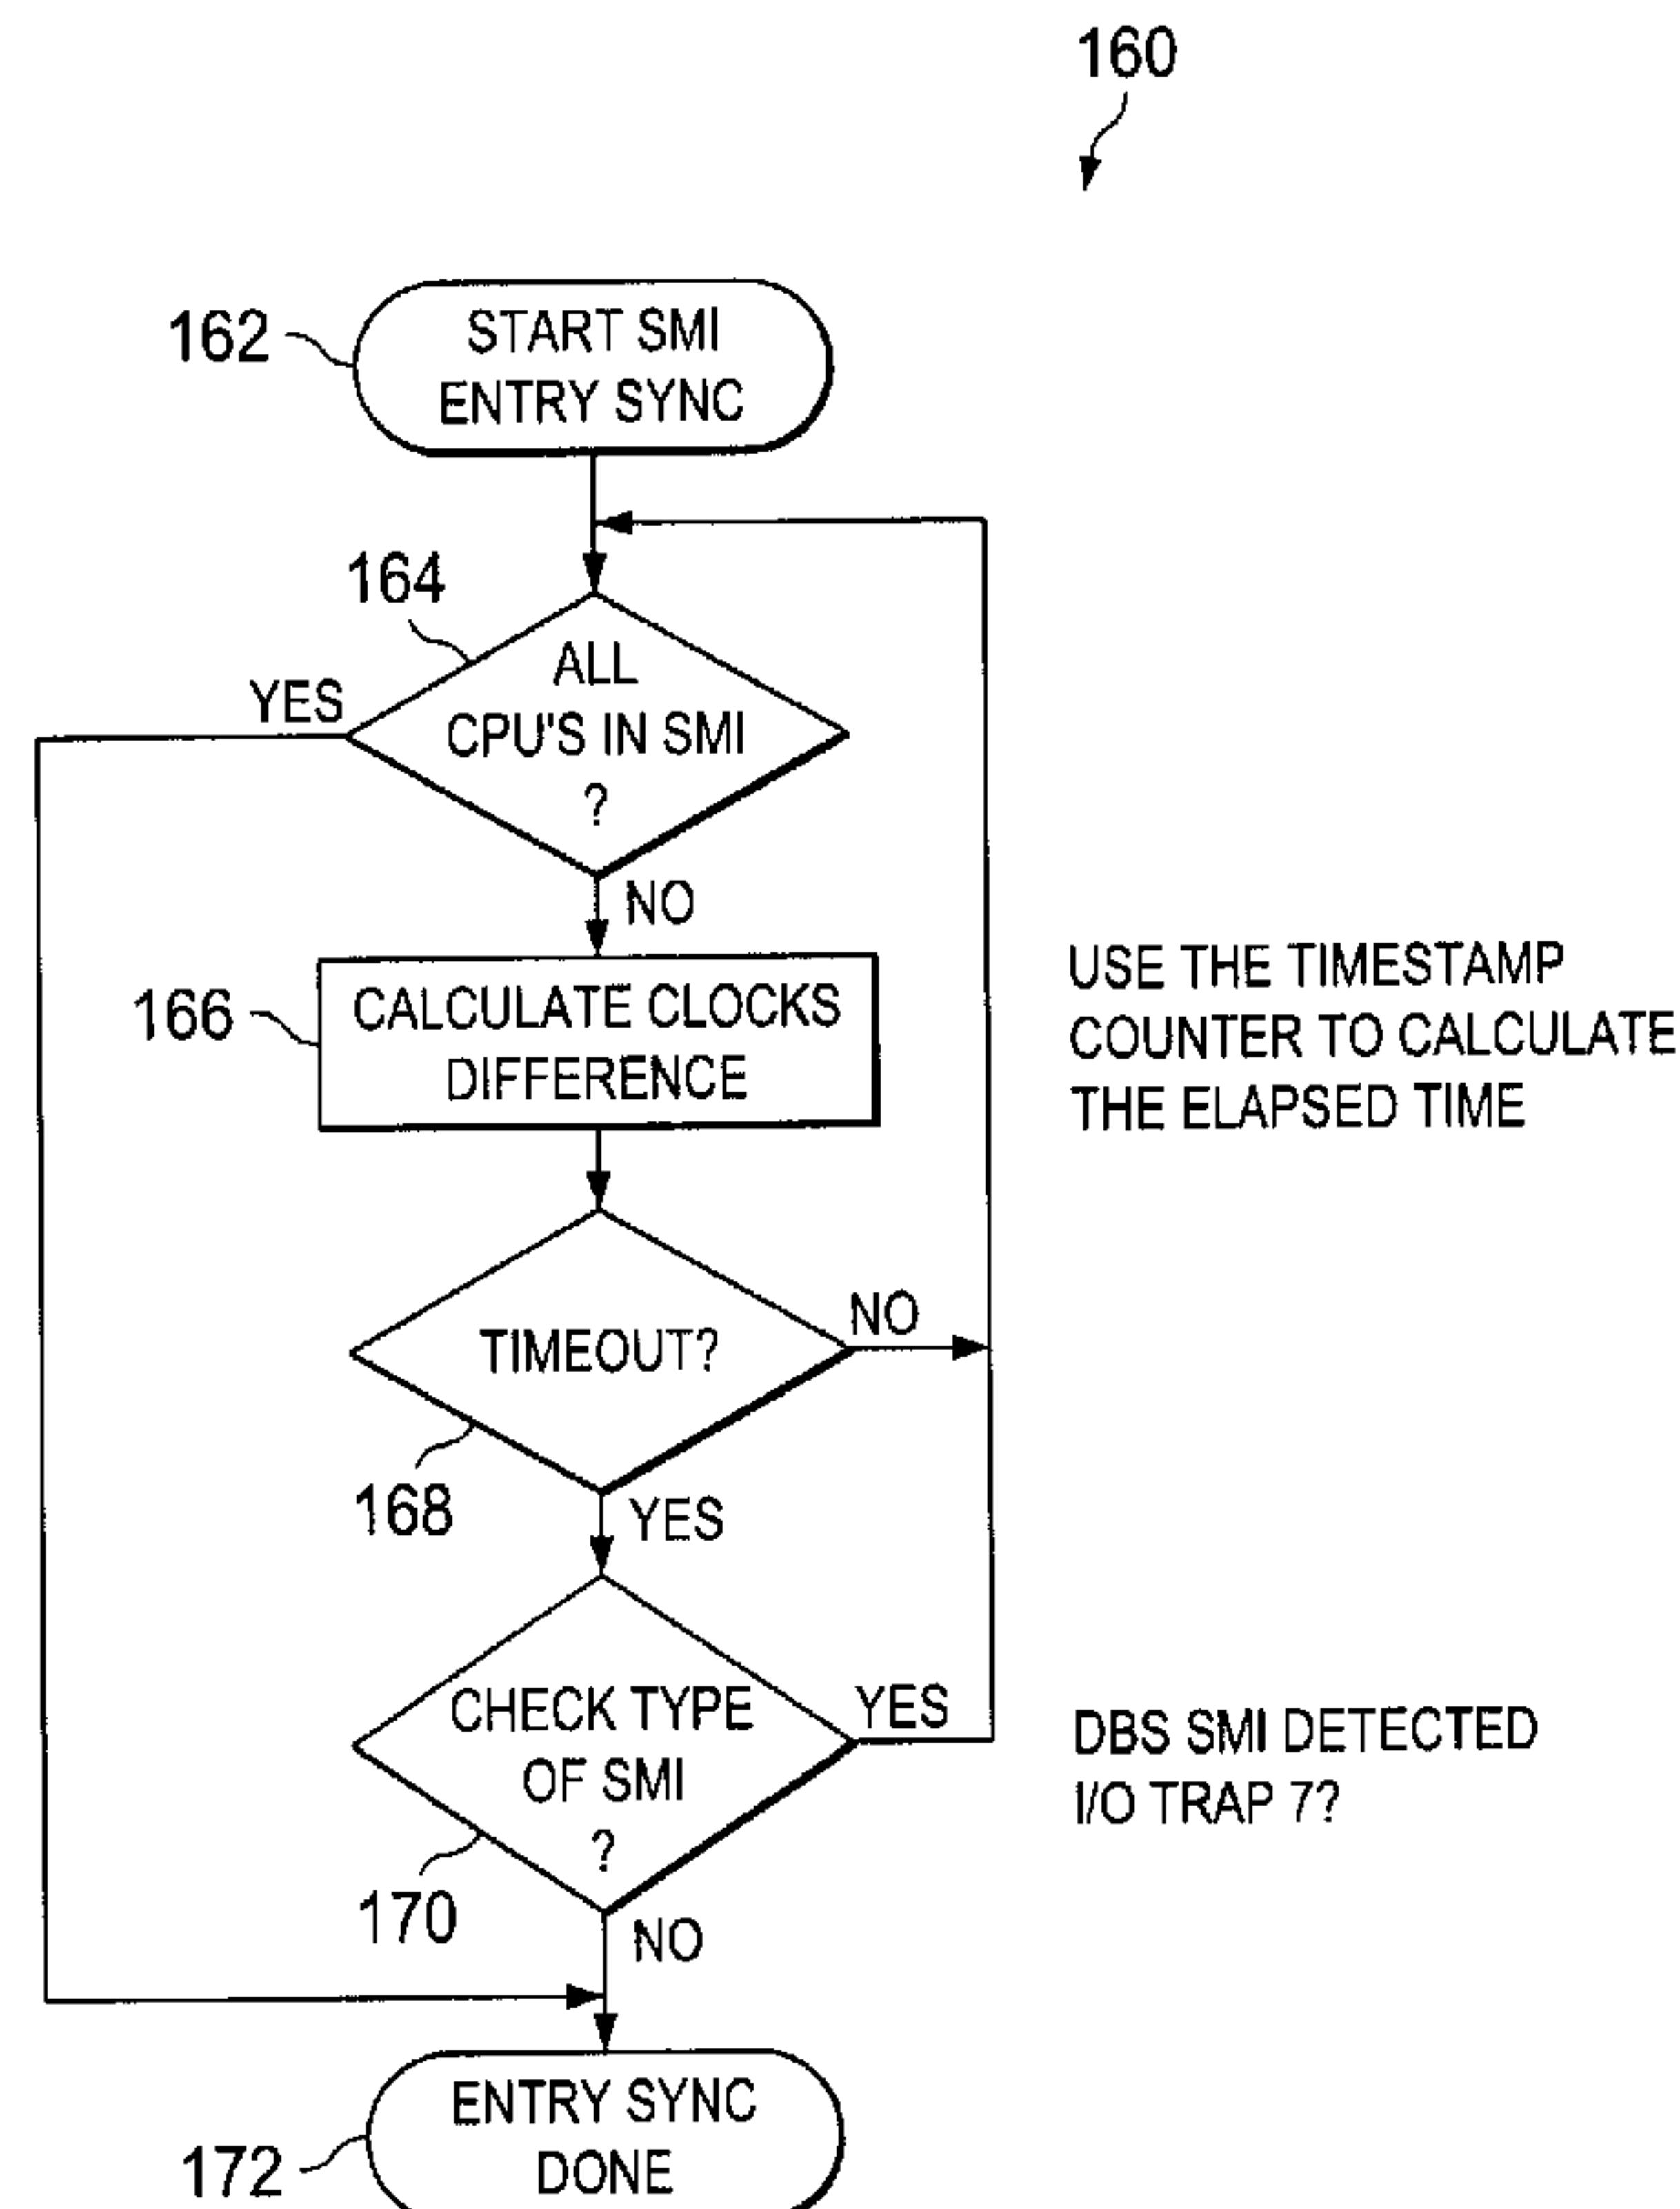 160
162
START SMI
ENTRY SYNC
164
ALL
CPU'S IN SMI
?
YES
NO
166
CALCULATE CLOCKS
DIFFERENCE
USE THE TIMESTAMP
COUNTER TO CALCULATE
THE ELAPSED TIME
TIMEOUT?
NO
168
YES
CHECK TYPE
OF SMI
?
YES
DBS SMI DETECTED
I/O TRAP 7?
170
NO
ENTRY SYNC
DONE
172